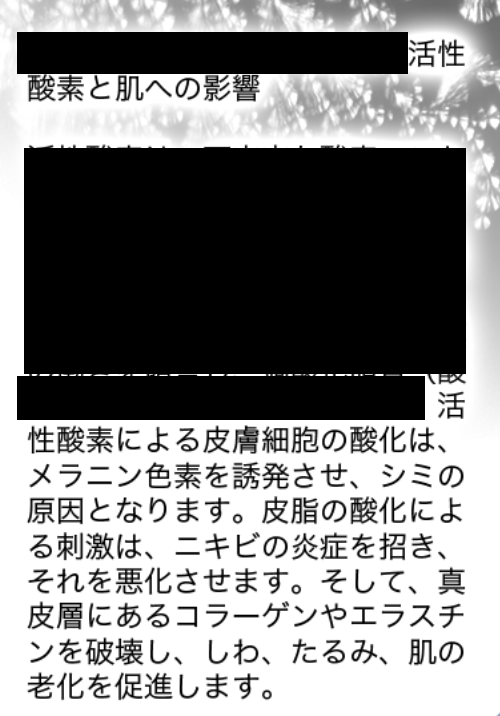 活性
酸素と肌への影響
活
性酸素による皮膚細胞の酸化は、
メラニン色素を誘発させ、シミの
原因となります。皮脂の酸化によ
る刺激は、ニキビの炎症を招き、
それを悪化させます。そして、真
皮層にあるコラーゲンやエラスチ
ンを破壊し、しわ、たるみ、肌の
老化を促進します。